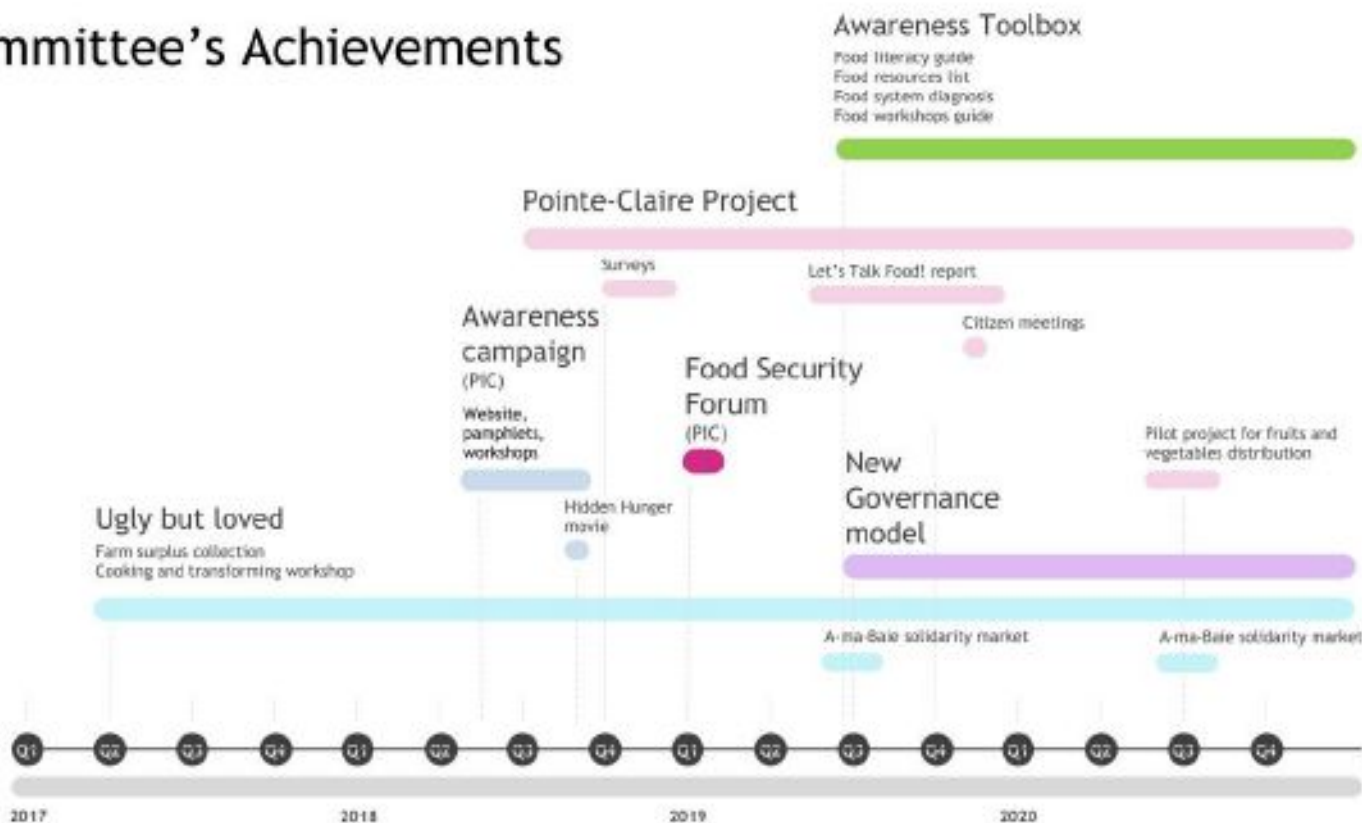 mmittee's Achievements
Awareness Toolbox
Food literacy guide
Food resources list
Food system diagnosis
Food workshops guide
Pointe-Claire Project
Surveys
Let's Talk Food! report
Citizen meetings
Awareness
campaign
(PIC)
Website,
pamphlets,
workshops
Hidden Hunger
movie
Food Security
Forum
(PIC)
New
Governance
model
Pilot project for fruits and
vegetables distribution
Ugly but loved
Farm surplus collection
Cooking and transforming workshop
A-ma-Baie solidarity market
A-ma-Baie solidarity market
Q1 Q2 Q3 Q4 Q1 Q2 Q3 Q4 Q1 Q2 Q3 Q4 Q1 Q2 Q3 Q4
2017 2018 2019 2020